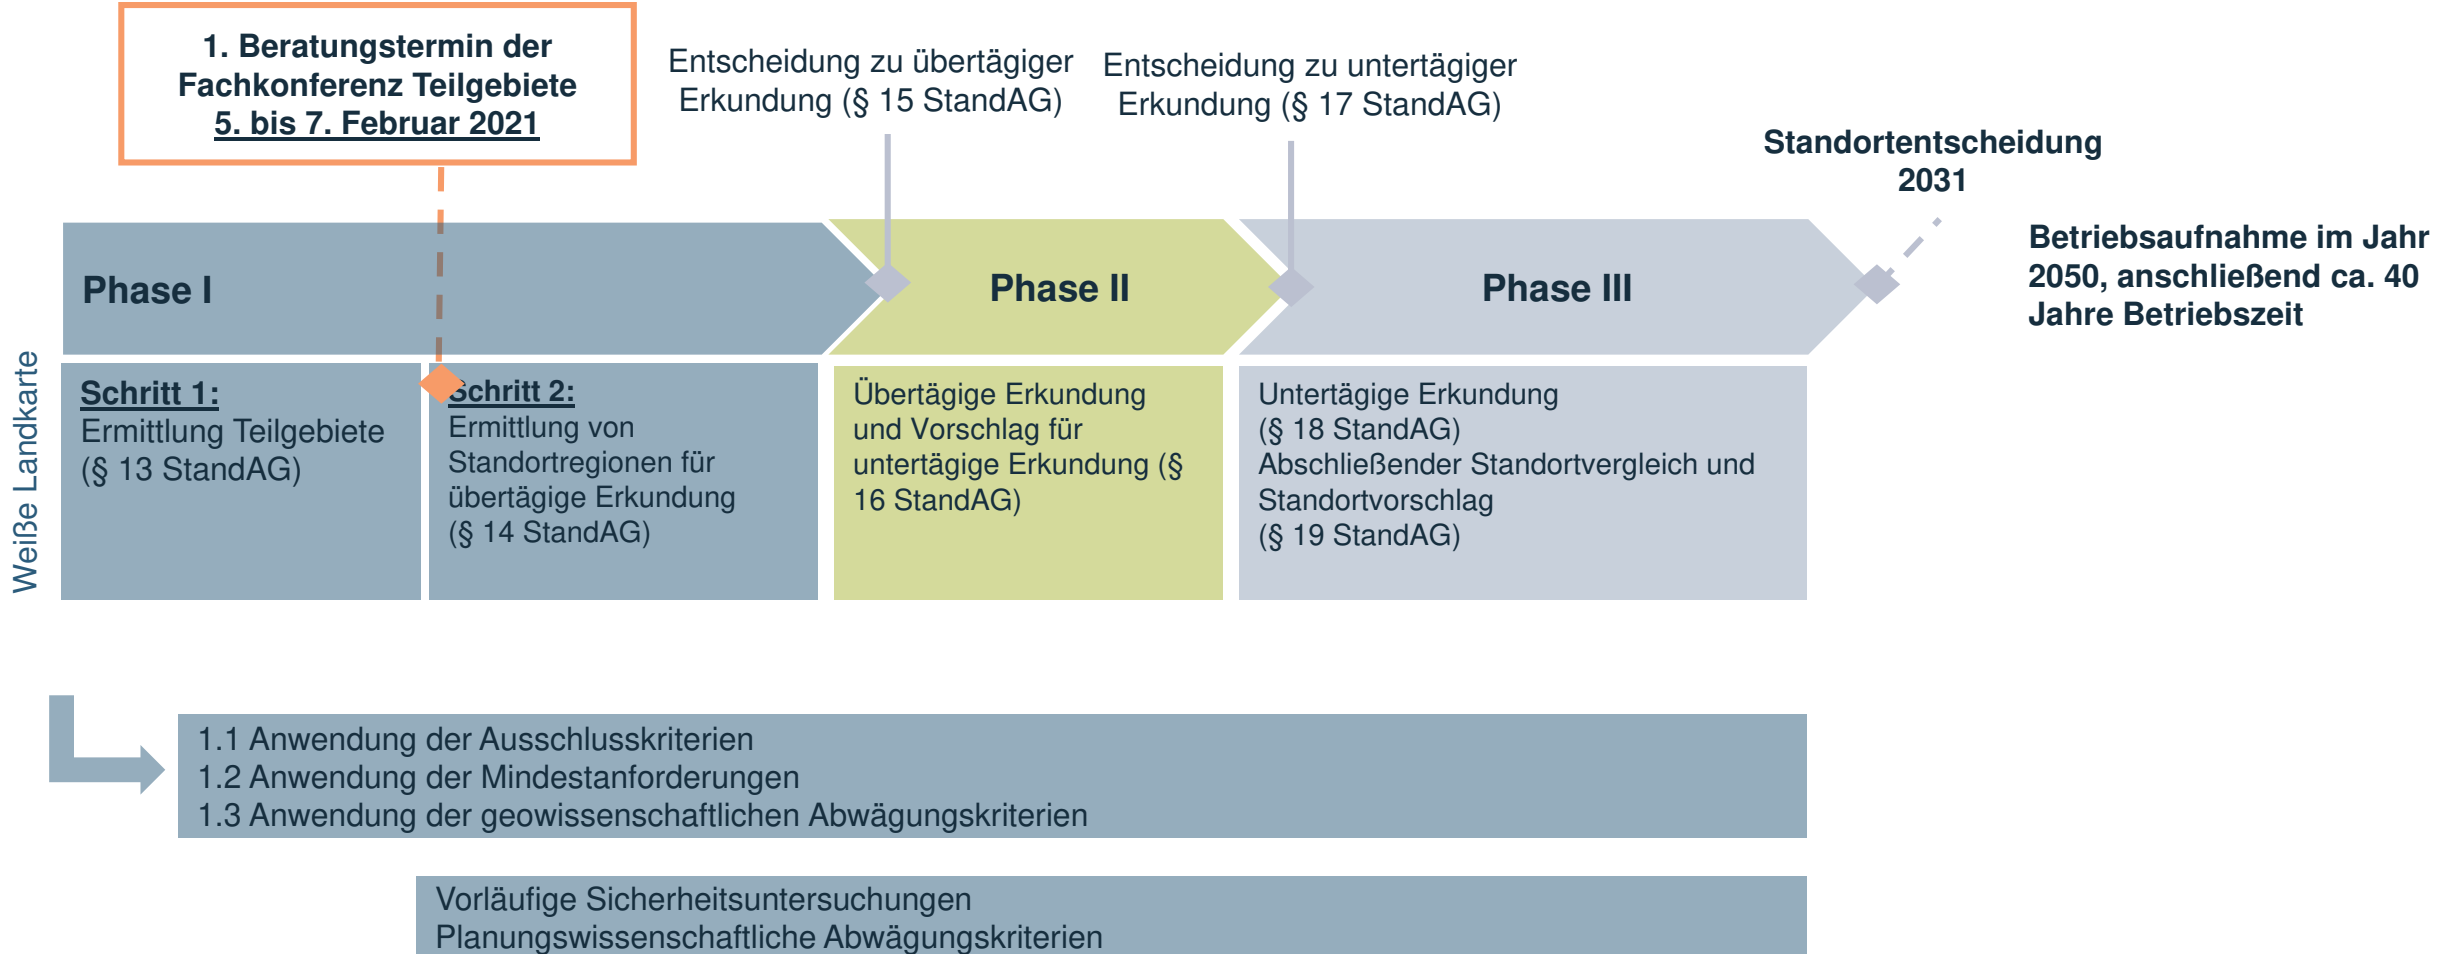 1. Beratungstermin der
Fachkonferenz Teilgebiete
5. bis 7. Februar 2021
Entscheidung zu übertägiger
Erkundung (§ 15 StandAG)
Entscheidung zu untertägiger
Erkundung (§ 17 StandAG)
Standortentscheidung
2031
Betriebsaufnahme im Jahr
2050, anschließend ca. 40
Jahre Betriebszeit
Phase I
Phase II
Phase III
Weiße Landkarte
Schritt 1:
Ermittlung Teilgebiete
(§ 13 StandAG)
Schritt 2:
Ermittlung von
Standortregionen für
übertägige Erkundung
(§ 14 StandAG)
Übertägige Erkundung
und Vorschlag für
untertägige Erkundung (§
16 StandAG)
Untertägige Erkundung
(§ 18 StandAG)
Abschließender Standortvergleich und
Standortvorschlag
(§ 19 StandAG)
1.1 Anwendung der Ausschlusskriterien
1.2 Anwendung der Mindestanforderungen
1.3 Anwendung der geowissenschaftlichen Abwägungskriterien
Vorläufige Sicherheitsuntersuchungen
Planungswissenschaftliche Abwägungskriterien